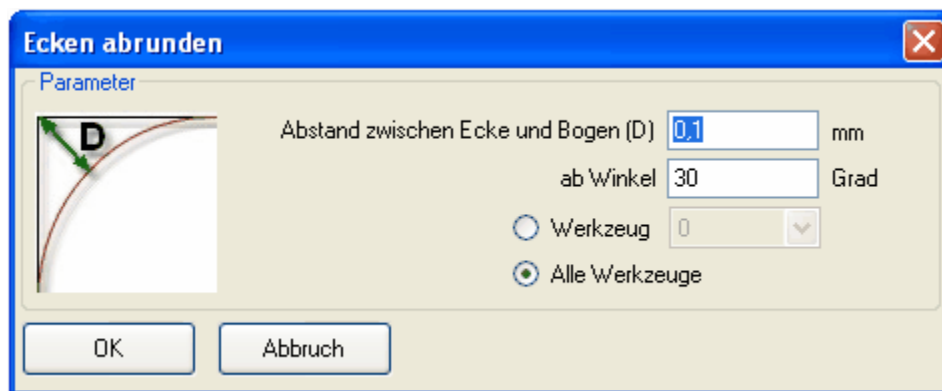 Ecken abrunden
Parameter
D
Abstand zwischen Ecke und Bogen (D) 0,1 mm
ab Winkel 30 Grad
Werkzeug 0
Alle Werkzeuge
OK Abbruch